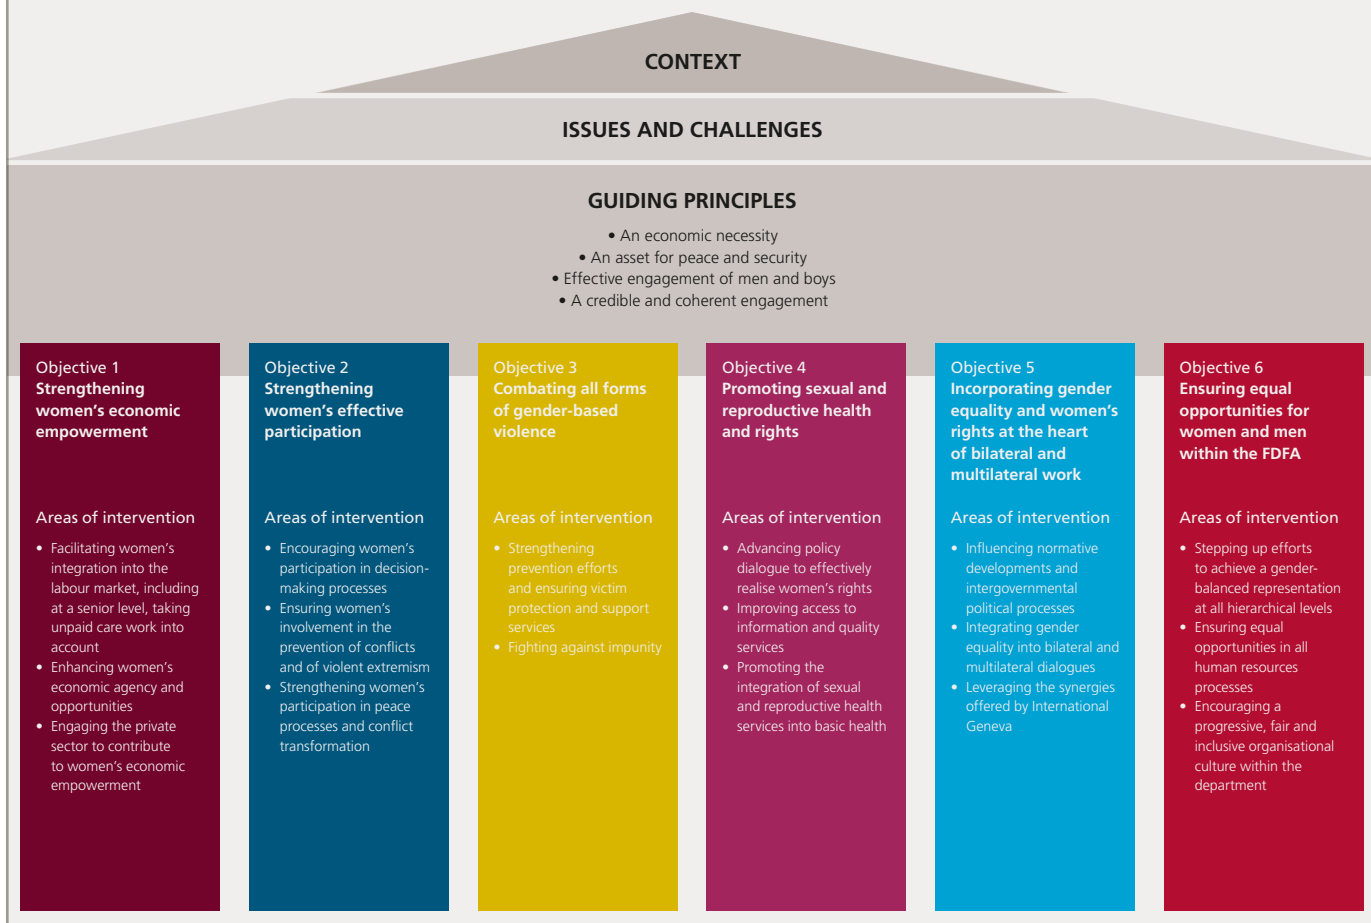 CONTEXT
ISSUES AND CHALLENGES
GUIDING PRINCIPLES
• An economic necessity
• An asset for peace and security
• Effective engagement of men and boys
• A credible and coherent engagement
Objective 1
Strengthening
women's economic
empowerment
Areas of intervention
• Facilitating women's
integration into the
labour market, including
at a senior level, taking
unpaid care work into
account
• Enhancing women's
economic agency and
opportunities
• Engaging the private
sector to contribute
to women's economic
empowerment
Objective 2
Strengthening
women's effective
participation
Areas of intervention
• Encouraging women's
participation in decision-
making processes
• Ensuring women's
involvement in the
prevention of conflicts
and of violent extremism
• Strengthening women's
participation in peace
processes and conflict
transformation
Objective 3
Combating all forms
of gender-based
violence
Areas of intervention
• Strengthening
prevention efforts
and ensuring victim
protection and support
services
• Fighting against impunity
Objective 4
Promoting sexual and
reproductive health
and rights
Areas of intervention
• Advancing policy
dialogue to effectively
realise women's rights
• Improving access to
information and quality
services
• Promoting the
integration of sexual
and reproductive health
services into basic health
Objective 5
Incorporating gender
equality and women's
rights at the heart
of bilateral and
multilateral work
Areas of intervention
• Influencing normative
developments and
intergovernmental
political processes
• Integrating gender
equality into bilateral and
multilateral dialogues
• Leveraging the synergies
offered by International
Geneva
Objective 6
Ensuring equal
opportunities for
women and men
within the FDFA
Areas of intervention
• Stepping up efforts
to achieve a gender-
balanced representation
at all hierarchical levels
• Ensuring equal
opportunities in all
human resources
processes
• Encouraging a
progressive, fair and
inclusive organisational
culture within the
department